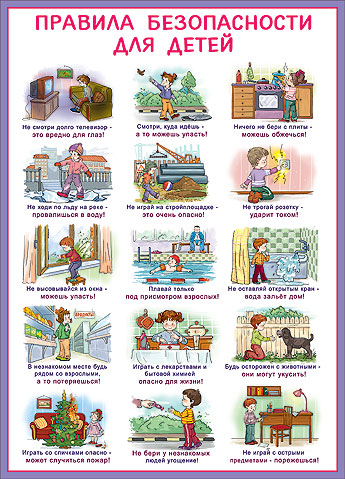 ПРАВИЛА БЕЗОПАСНОСТИ
ДЛЯ ДЕТЕЙ
Не смотри долго телевизор -
это вредно для глаз!
Смотри, куда идёшь -
а то можешь упасть!
Ничего не бери с плиты -
можешь обжечься!
Не ходи по льду на реке -
провалишься в воду!
Не играй на стройплощадке -
это очень опасно!
Не трогай розетку -
ударит током!
Не высовывайся из окна -
можешь упасть!
Плавай только
под присмотром взрослых!
Не оставляй открытым кран -
вода зальёт дом!
В незнакомом месте будь
рядом со взрослыми,
а то потеряешься!
Играть с лекарствами и
бытовой химией
опасно для жизни!
Будь осторожен с животными -
они могут укусить!
Играть со спичками опасно -
может случиться пожар!
Не бери у незнакомых
людей угощение!
Не играй с острыми
предметами - порежешься!